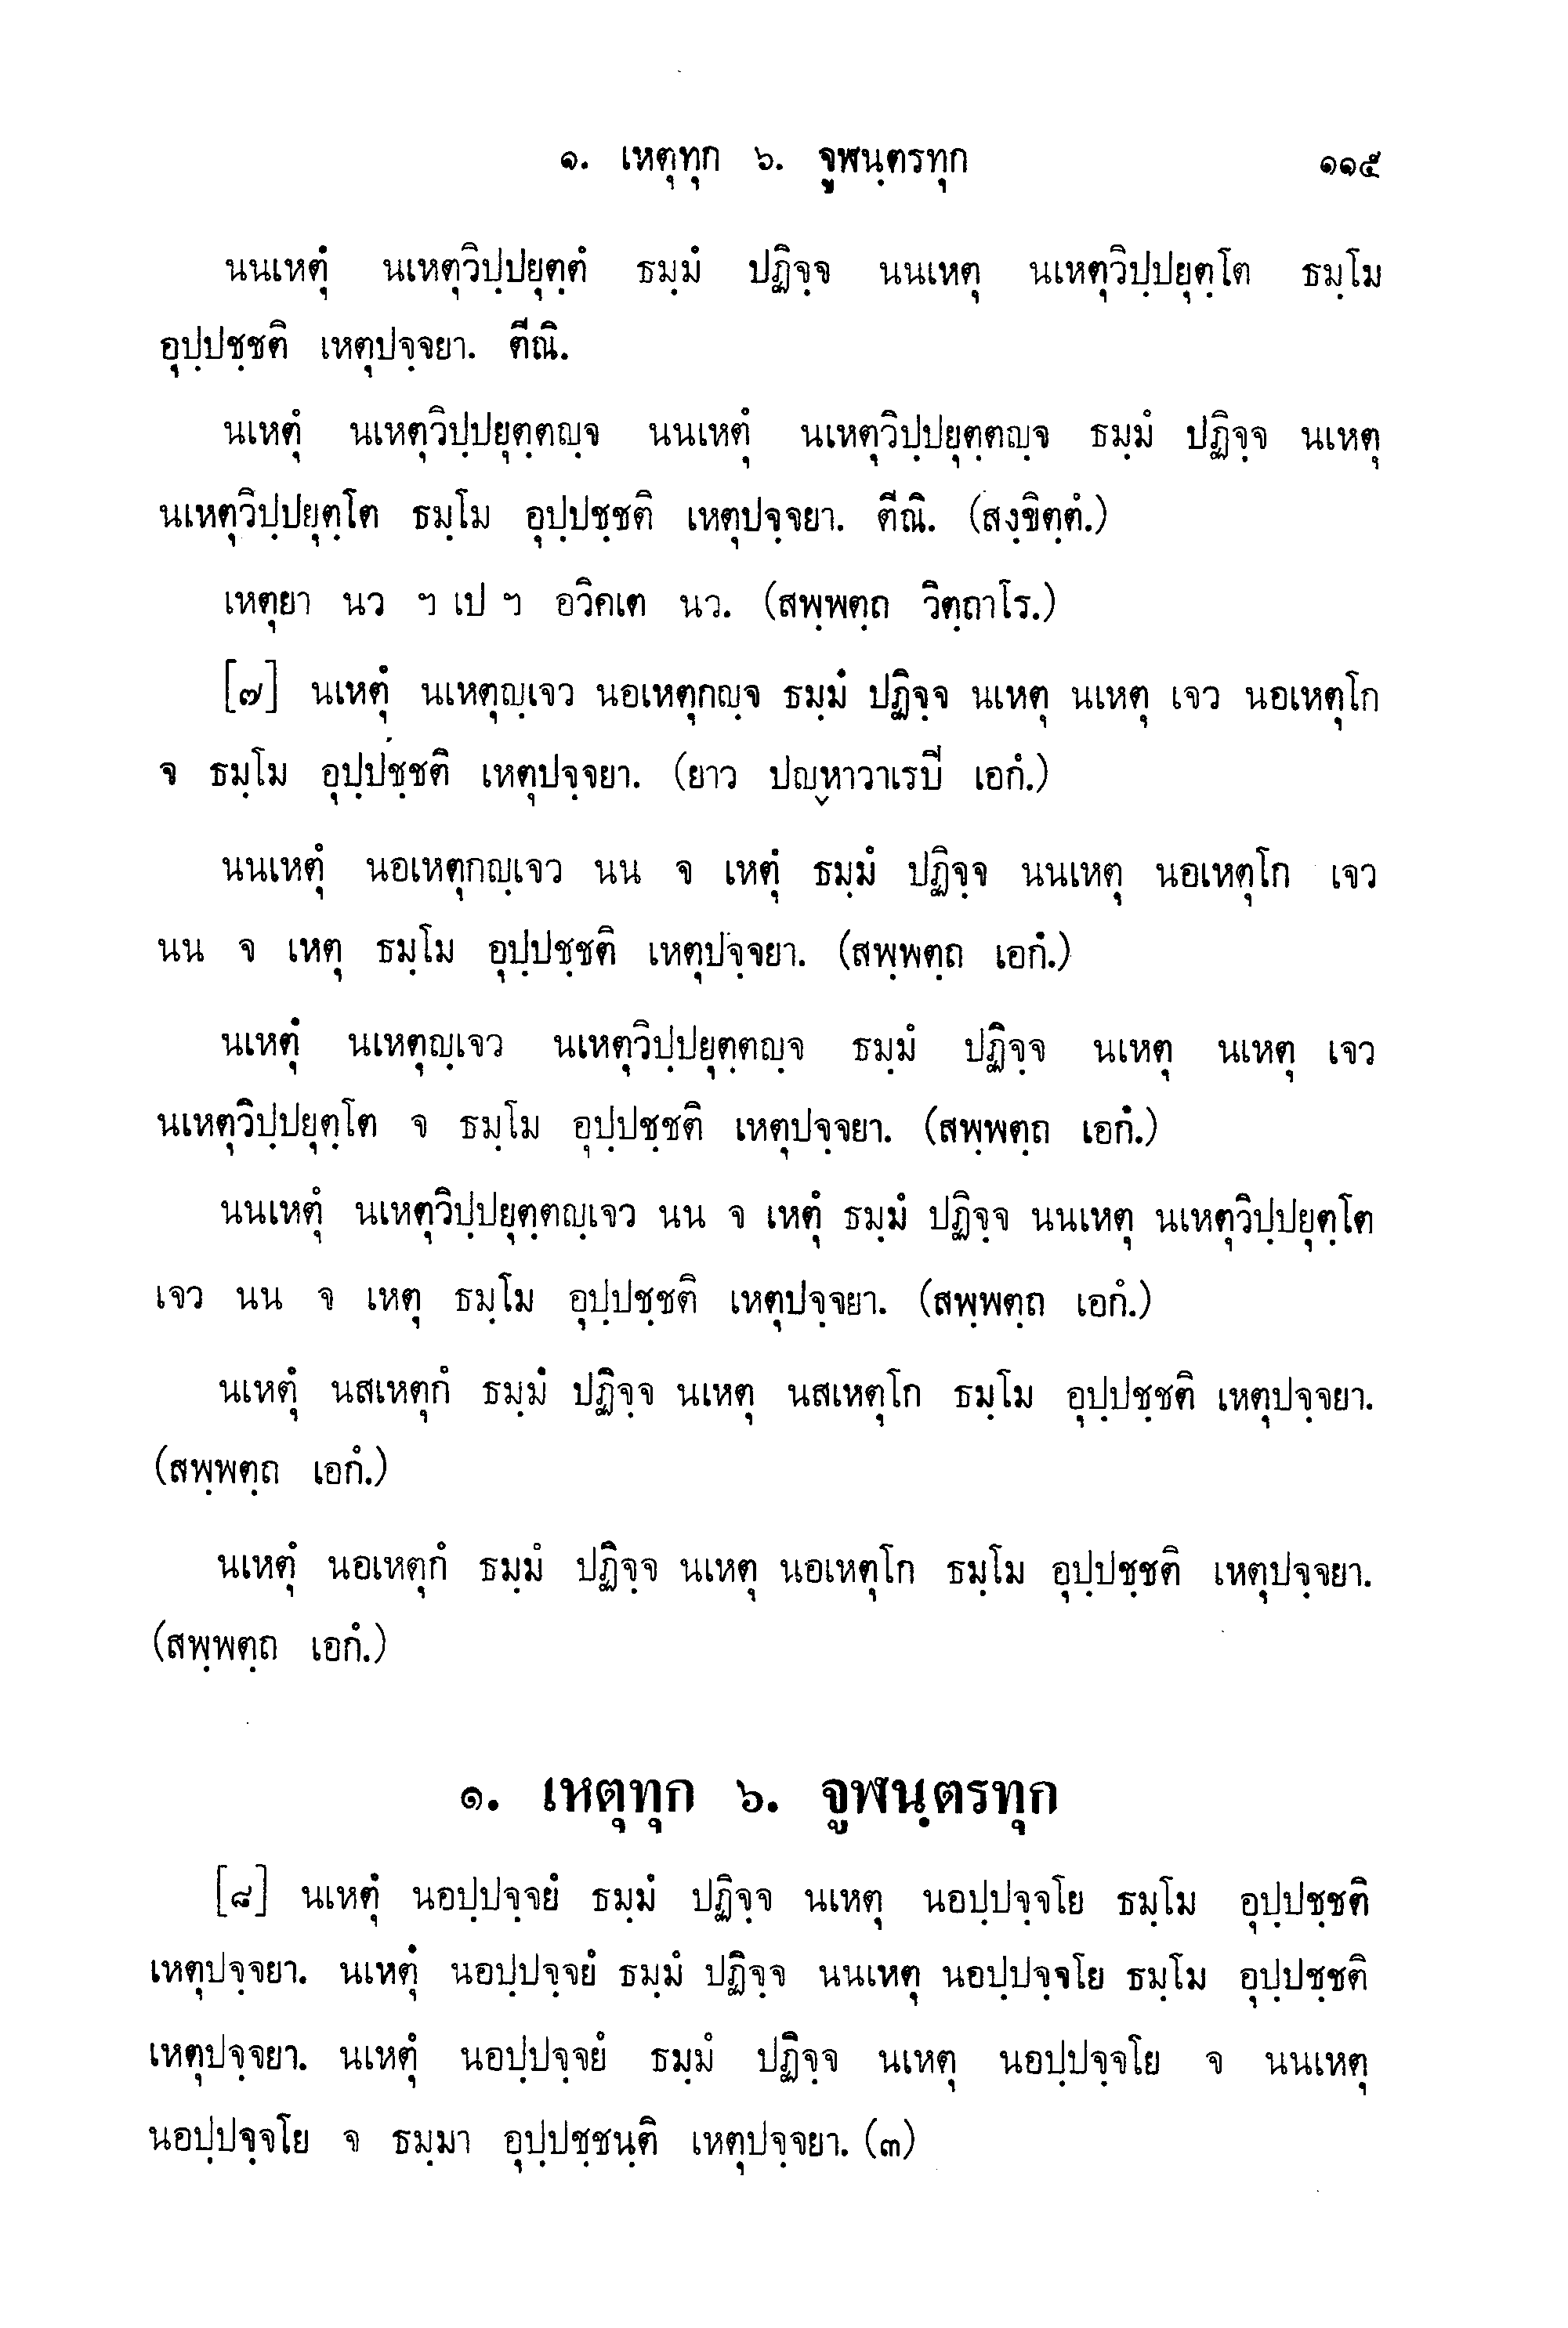 ๑. เหตุทุก ๖. จูฬนฺตรทุก ๑๑๕
นนเหตุํ นเหตุวิปฺปยุตฺตํ ธมฺมํ ปฏิจฺจ นนเหตุ นเหตุวิปฺปยุตฺโต ธมฺโม
อุปฺปชฺชติ เหตุปจฺจยา. ตีณิ.
นเหตุํ นเหตุวิปฺปยุตฺตญฺจ นนเหตุํ นเหตุวิปฺปยุตฺตญฺจ ธมฺมํ ปฏิจฺจ นเหตุ
นเหตุวิปฺปยุตฺโต ธมฺโม อุปฺปชฺชติ เหตุปจฺจยา. ตีณิ. (สงฺขิตฺตํ.)
เหตุยา นว ฯ เป ฯ อวิคเต นว. (สพฺพตฺถ วิตฺถาโร.)
[๗] นเหตุํ นเหตุญฺเจว นอเหตุกญฺจ ธมฺมํ ปฏิจฺจ นเหตุ นเหตุ เจว นอเหตุโก
จ ธมฺโม อุปฺปชฺชติ เหตุปจฺจยา. (ยาว ปญฺหาวาเรปี เอกํ.)
นนเหตุํ นอเหตุกญฺเจว นน จ เหตุํ ธมฺมํ ปฏิจฺจ นนเหตุ นอเหตุโก เจว
นน จ เหตุ ธมฺโม อุปฺปชฺชติ เหตุปจฺจยา. (สพฺพตฺถ เอกํ.)
นเหตุํ นเหตุญฺเจว นเหตุวิปฺปยุตฺตญฺจ ธมฺมํ ปฏิจฺจ นเหตุ นเหตุ เจว
นเหตุวิปฺปยุตฺโต จ ธมฺโม อุปฺปชฺชติ เหตุปจฺจยา. (สพฺพตฺถ เอกํ.)
นนเหตุํ นเหตุวิปฺปยุตฺตญฺเจว นน จ เหตุํ ธมฺมํ ปฏิจฺจ นนเหตุ นเหตุวิปฺปยุตฺโต
เจว นน จ เหตุ ธมฺโม อุปฺปชฺชติ เหตุปจฺจยา. (สพฺพตฺถ เอกํ.)
นเหตุํ นสเหตุกํ ธมฺมํ ปฏิจฺจ นเหตุ นสเหตุโก ธมฺโม อุปฺปชฺชติ เหตุปจฺจยา.
(สพฺพตฺถ เอกํ.)
นเหตุํ นอเหตุกํ ธมฺมํ ปฏิจฺจ นเหตุ นอเหตุโก ธมฺโม อุปฺปชฺชติ เหตุปจฺจยา.
(สพฺพตฺถ เอกํ.)
๑. เหตุทุก ๖. จูฬนฺตรทุก
[๘] นเหตุํ นอปฺปจฺจยํ ธมฺมํ ปฏิจฺจ นเหตุ นอปฺปจฺจโย ธมฺโม อุปฺปชฺชติ
เหตุปจฺจยา. นเหตุํ นอปฺปจฺจยํ ธมฺมํ ปฏิจฺจ นนเหตุ นอปฺปจฺจโย ธมฺโม อุปฺปชฺชติ
เหตุปจฺจยา. นเหตุํ นอปฺปจฺจยํ ธมฺมํ ปฏิจฺจ นเหตุ นอปฺปจฺจโย จ นนเหตุ
นอปฺปจฺจโย จ ธมฺมา อุปฺปชฺชนฺติ เหตุปจฺจยา. (๓)